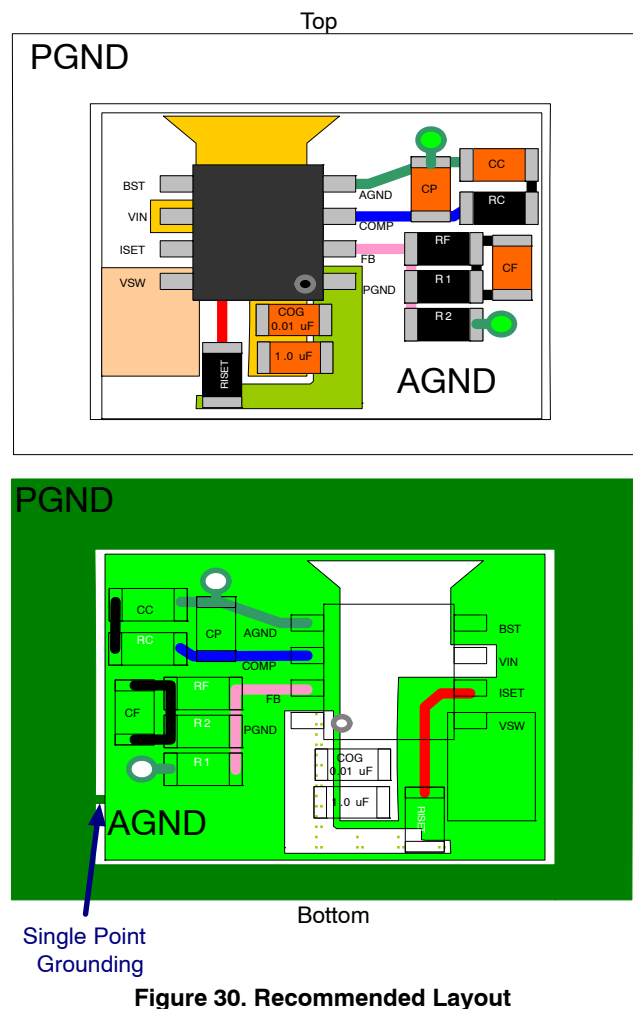 Top
PGND
BST
AGND
CP
CC
VIN
COMP
RC
ISET
FB
RF
CF
VSW
PGND
R 1
COG
0.01 uF
R 2
1.0 uF
RISET
AGND
PGND
CC
CP
AGND
BST
RC
COMP
VIN
RF
FB
ISET
CF
R 2
PGND
VSW
R 1
COG
0.01 uF
1.0 uF
RISET
AGND
Bottom
Single Point
Grounding
Figure 30. Recommended Layout